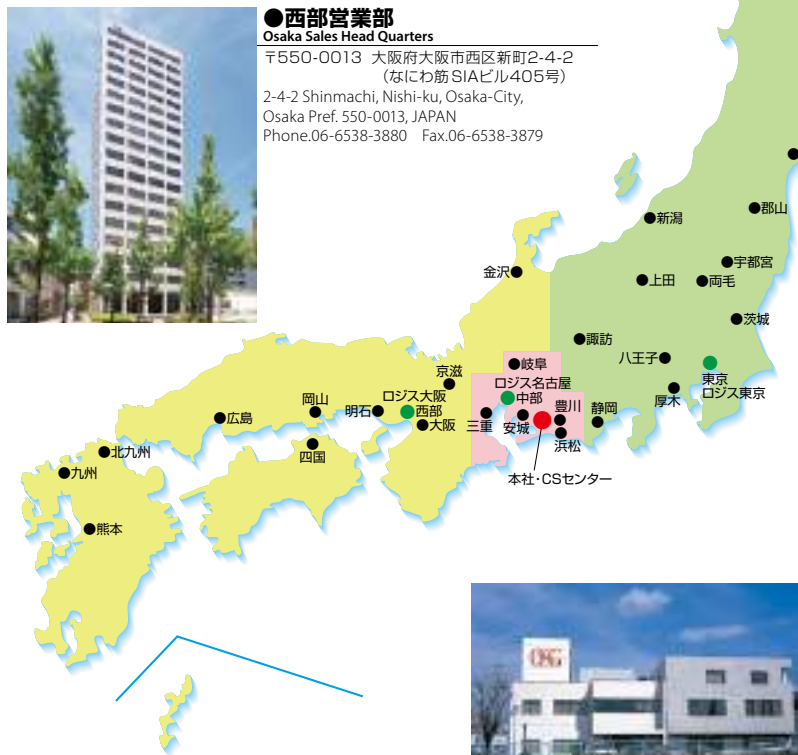 ●西部営業部
Osaka Sales Head Quarters
〒550-0013 大阪府大阪市西区新町2-4-2
（なにわ筋SIAビル405号）
2-4-2 Shinmachi, Nishi-ku, Osaka-City,
Osaka Pref. 550-0013, JAPAN
Phone.06-6538-3880 Fax.06-6538-3879
郡山
新潟
宇都宮
金沢
上田
両毛
茨城
諏訪
八王子
岐阜
東京
ロジス東京
京滋
ロジス名古屋
中部
厚木
岡山
明石
ロジス大阪
西部
広島
大阪
三重
安城
豊川
静岡
浜松
四国
北九州
九州
本社・CSセンター
熊本
OSG